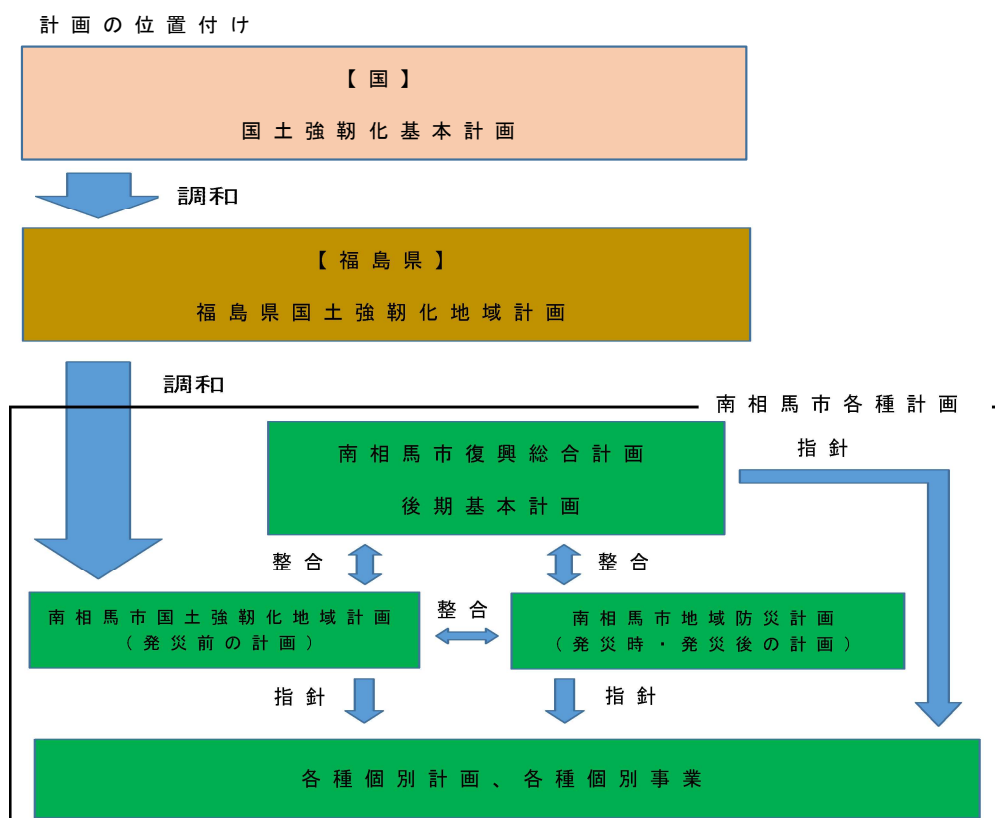 計画の位置付け
【国】
国土強靭化基本計画
調和
【福島県】
福島県国土強靭化地域計画
調和
南相馬市各種計画
指針
南相馬市復興総合計画
後期基本計画
整合
整合
南相馬市国土強靭化地域計画
(発災前の計画)
整合
南相馬市地域防災計画
(発災時・発災後の計画)
指針
指針
各種個別計画、各種個別事業